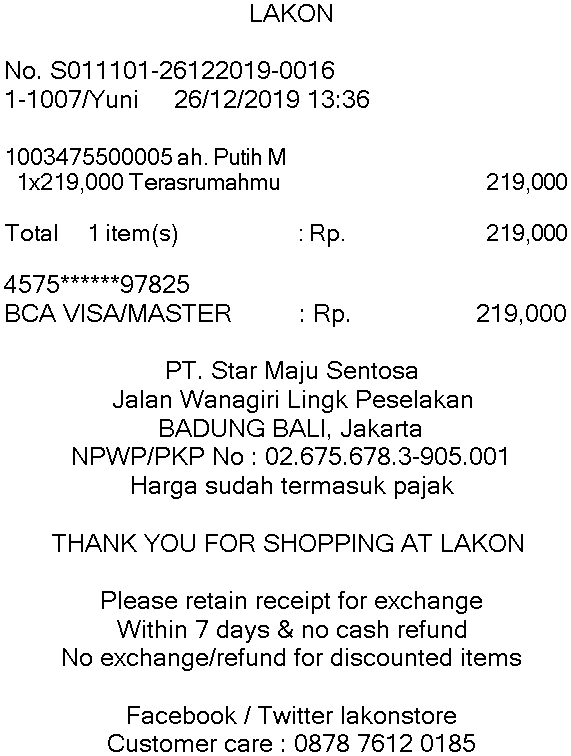 LAKON
No. S011101-26122019-0016
1-1007/Yuni 26/12/2019 13:36
1003475500005 ah. Putih M
1x219,000 Terasrumahmu 219,000
Total 1 item(s) : Rp. 219,000
4575******97825
BCA VISA/MASTER : Rp. 219,000
PT. Star Maju Sentosa
Jalan Wanagiri Lingk Peselakan
BADUNG BALI, Jakarta
NPWP/PKP No : 02.675.678.3-905.001
Harga sudah termasuk pajak
THANK YOU FOR SHOPPING AT LAKON
Please retain receipt for exchange
Within 7 days & no cash refund
No exchange/refund for discounted items
Facebook / Twitter lakonstore
Customer care : 0878 7612 0185